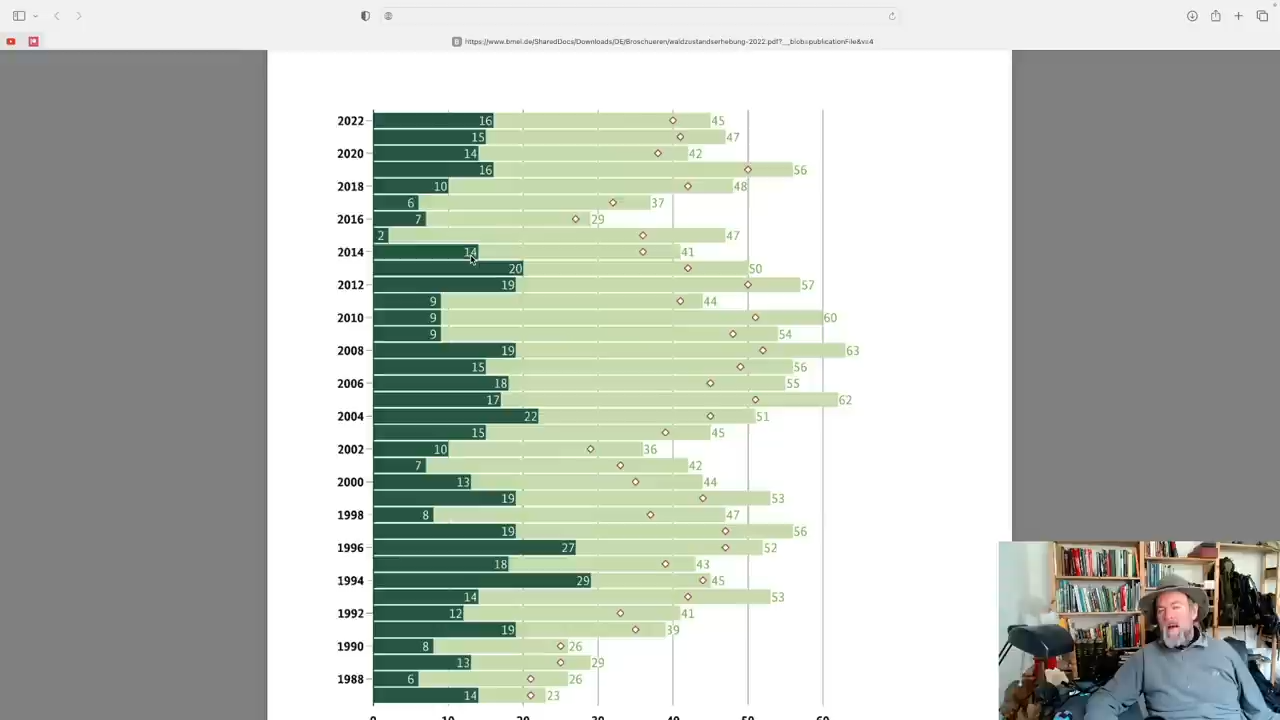 https://www.bmel.de/SharedDocs/Downloads/DE/Broschueren/waldzustandserhebung-2022.pdf?__blob=publicationFile&v=4
2022 16 45
15 47
2020 14 42
16 56
2018 10 48
6 37
2016 7 29
2 47
2014 14 41
20 50
2012 19 57
9 44
2010 9 60
9 54
2008 19 63
15 56
2006 18 55
17 62
2004 22 51
15 45
2002 10 36
7 42
2000 13 44
19 53
1998 8 47
19 56
1996 27 52
18 43
1994 29 45
14 53
1992 12 41
19 39
1990 8 26
13 29
1988 6 26
14 23
0 10 20 30 40 50 60